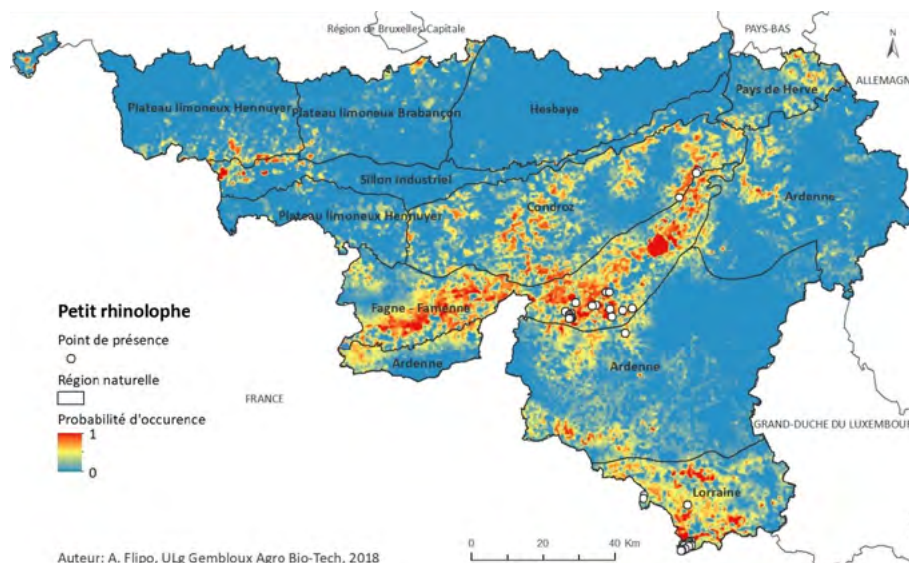 Région de Bruxelles-Capitale
PAYS-BAS
N
ALLEMAGN
Plateau limoneux Hennuyer
Plateau limoneux Brabançon
Hesbaye
Pays de Herve
Sillon industriel
Condroz
Ardenne
Plateau limoneux Hennuyer
Fagne - Famenne
Ardenne
Ardenne
FRANCE
GRAND-DUCHE DU LUXEMBOUR
Lorraine
Petit rhinolophe
Point de présence
Région naturelle
Probabilité d'occurence
1
0
0 20 40 Km
Auteur: A. Flipo, ULg Gembloux Agro Bio-Tech, 2018